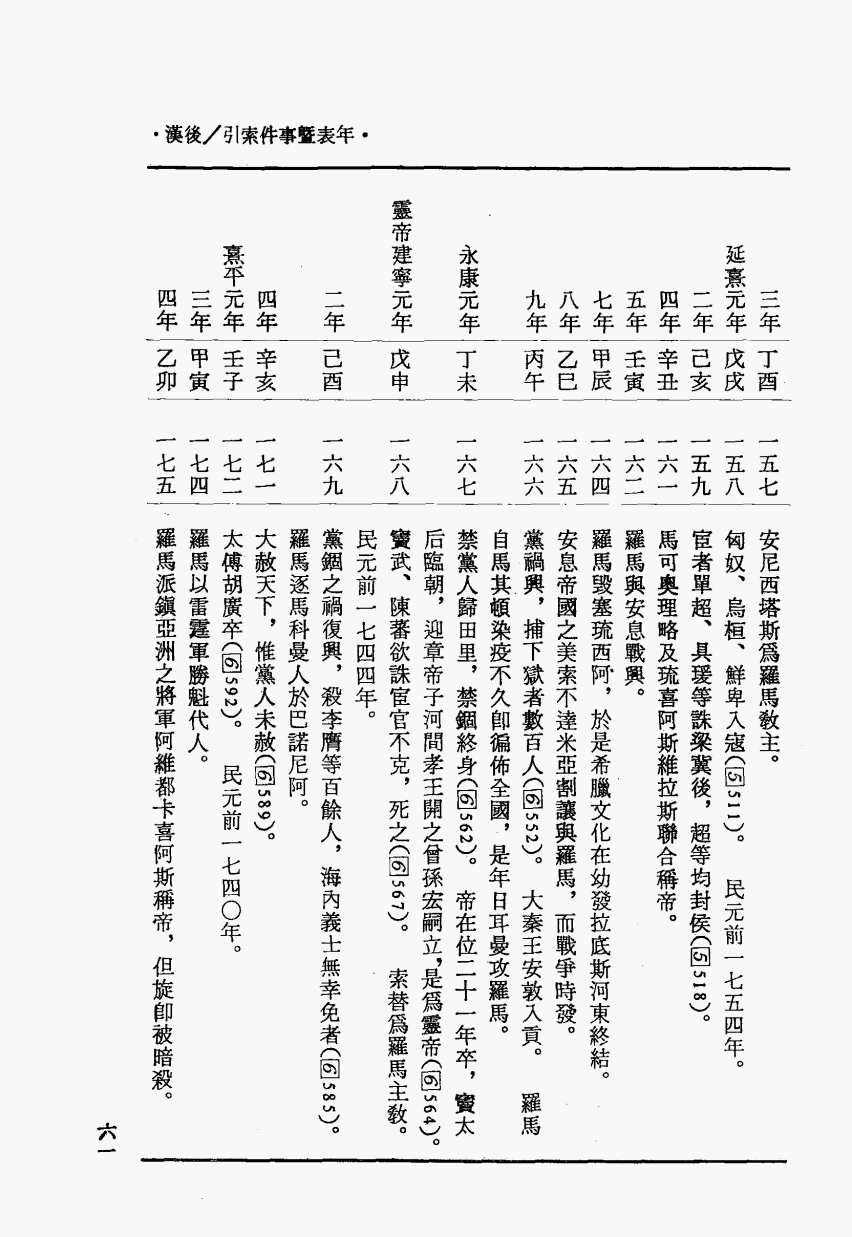 ·漢後／引索件事暨表年·
三年 丁酉 一五七 安尼西塔斯爲羅馬敎主。
延熹元年 戊戌 一五八 匈奴、烏桓、鮮卑入寇(5 511)。　民元前一七五四年。
二年 己亥 一五九 宦者單超、具瑗等誅梁冀後，超等均封侯(5 518)。
四年 辛丑 一六一 馬可奧理略及琉喜阿斯維拉斯聯合稱帝。
五年 壬寅 一六二 羅馬與安息戰興。
七年 甲辰 一六四 羅馬毀塞琉西阿，於是希臘文化在幼發拉底斯河東終結。
八年 乙巳 一六五 安息帝國之美索不達米亞割讓與羅馬，而戰爭時發。
九年 丙午 一六六 黨禍興，捕下獄者數百人(6 552)。　大秦王安敦入貢。　羅馬
自馬其頓染疫不久卽徧佈全國，是年日耳曼攻羅馬。
永康元年 丁未 一六七 禁黨人歸田里，禁錮終身(6 562)。　帝在位二十一年卒，竇太
后臨朝，迎章帝子河間孝王開之曾孫宏嗣立，是爲靈帝(6 564)。
靈帝建寧元年 戊申 一六八 竇武、陳蕃欲誅宦官不克，死之(6 567)。　索替爲羅馬主敎。
民元前一七四四年。
二年 己酉 一六九 黨錮之禍復興，殺李膺等百餘人，海內義士無幸免者(6 585)。
羅馬逐馬科曼人於巴諾尼阿。
四年 辛亥 一七一 大赦天下，惟黨人未赦(6 589)。
熹平元年 壬子 一七二 太傅胡廣卒(6 592)。　民元前一七四〇年。
三年 甲寅 一七四 羅馬以雷霆軍勝魁代人。
四年 乙卯 一七五 羅馬派鎭亞洲之將軍阿維都卡喜阿斯稱帝，但旋卽被暗殺。
六一